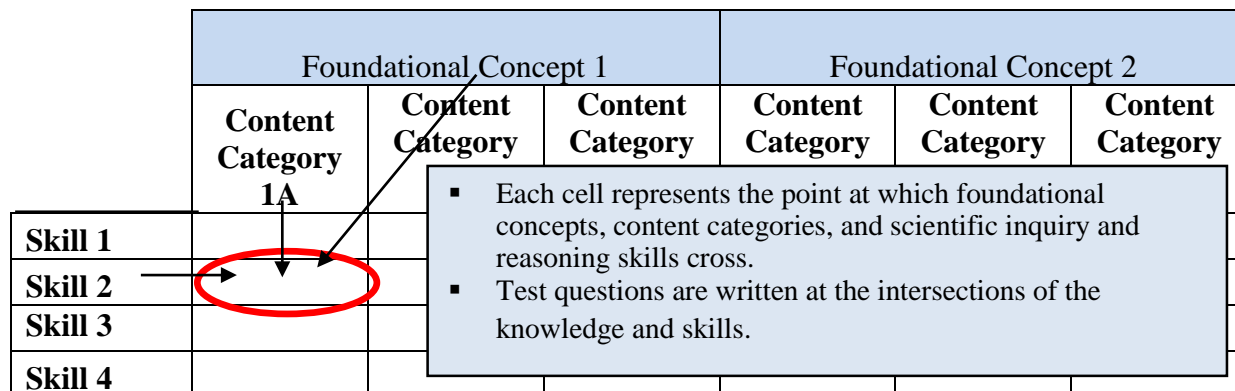 Foundational Concept 1 Foundational Concept 2
Content Category 1A
Content Category
Content Category
Content Category
Content Category
Content Category
▪ Each cell represents the point at which foundational
concepts, content categories, and scientific inquiry and
reasoning skills cross.
▪ Test questions are written at the intersections of the
knowledge and skills.
Skill 1
Skill 2
Skill 3
Skill 4